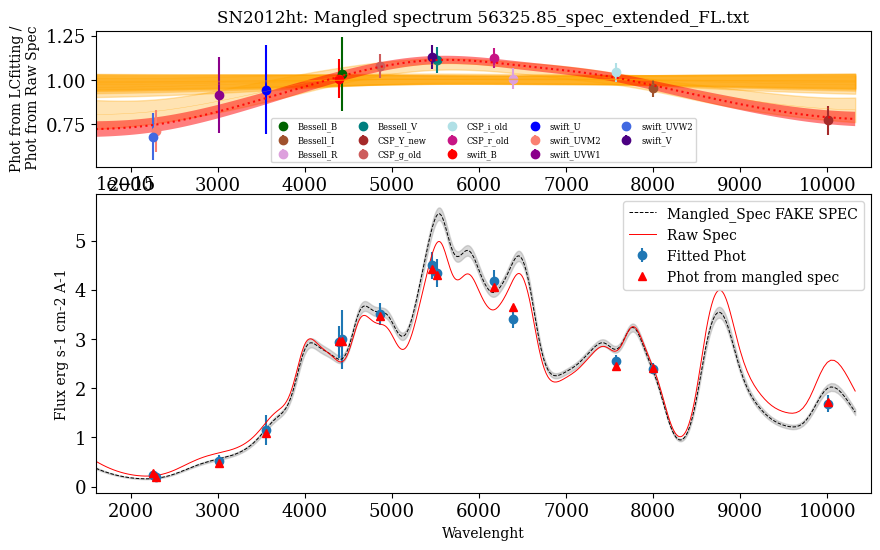 SN2012ht: Mangled spectrum 56325.85_spec_extended_FL.txt
Phot from LCfitting /
Phot from Raw Spec
1.25
1.00
0.75
Bessell_B Bessell_V CSP_i_old swift_U swift_UVW2
Bessell_I CSP_Y_new CSP_r_old swift_UVM2 swift_V
Bessell_R CSP_g_old swift_B swift_UVW1
2000 3000 4000 5000 6000 7000 8000 9000 10000
1e−15
Mangled_Spec FAKE SPEC
Raw Spec
Fitted Phot
Phot from mangled spec
Flux erg s-1 cm-2 A-1
5
4
3
2
1
0
2000 3000 4000 5000 6000 7000 8000 9000 10000
Wavelenght